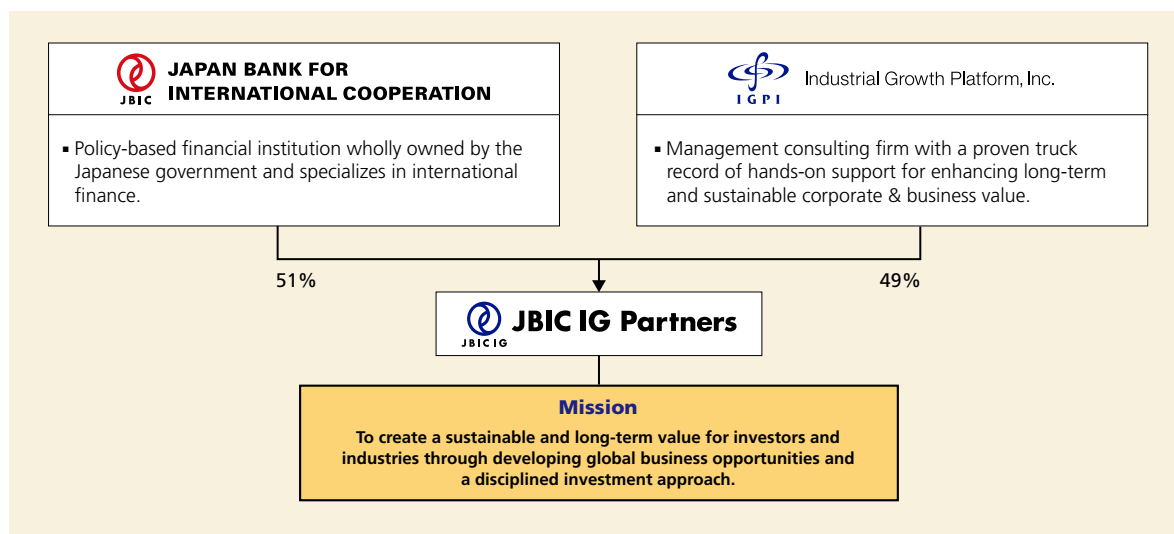 JAPAN BANK FOR
INTERNATIONAL COOPERATION
JBIC
▪ Policy-based financial institution wholly owned by the
Japanese government and specializes in international
finance.
IGPI
Industrial Growth Platform, Inc.
▪ Management consulting firm with a proven truck
record of hands-on support for enhancing long-term
and sustainable corporate & business value.
51%
49%
JBIC IG
JBIC IG Partners
Mission
To create a sustainable and long-term value for investors and
industries through developing global business opportunities and
a disciplined investment approach.